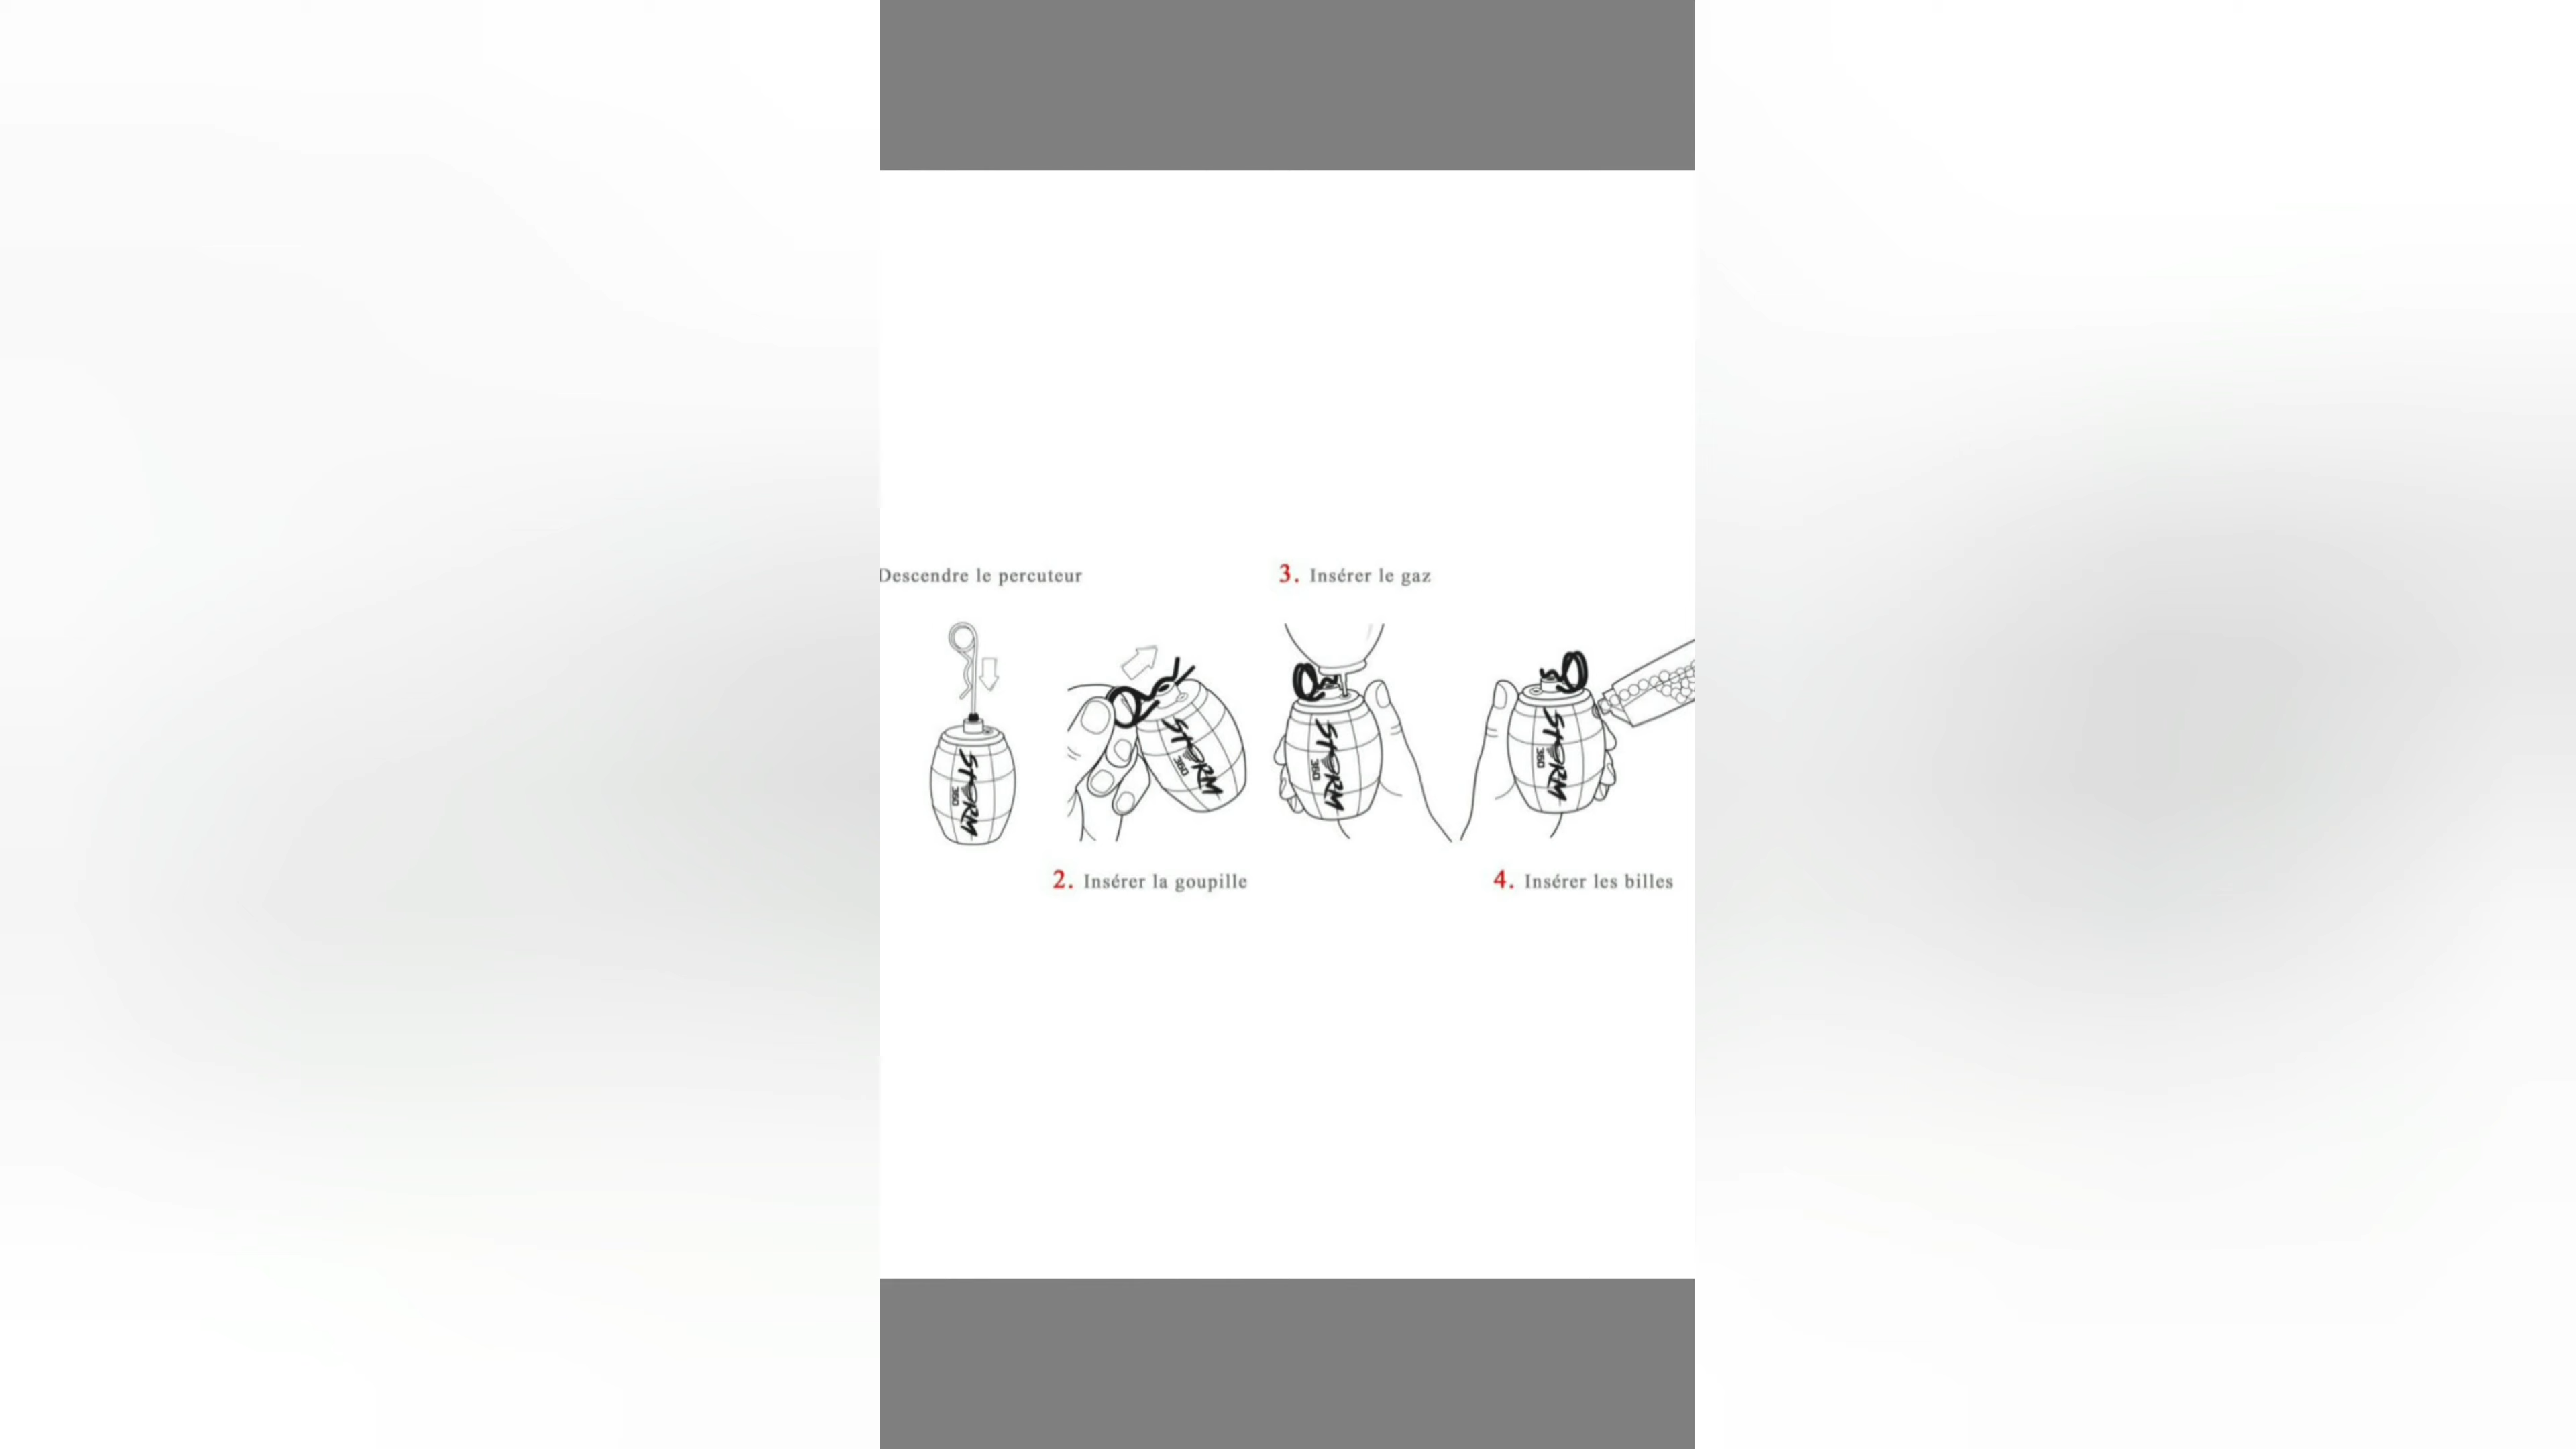 Descendre le percuteur
3. Insérer le gaz
STORM
360
STORM
360
STORM
360
STORM
360
2. Insérer la goupille
4. Insérer les billes